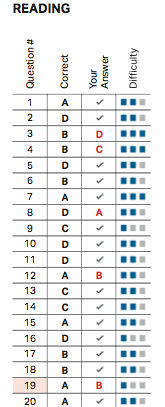 READING
Question # Correct Your Answer Difficulty
1 A ✓
2 D ✓
3 B D
4 B C
5 D ✓
6 B ✓
7 A ✓
8 D A
9 C ✓
10 D ✓
11 D ✓
12 A B
13 C ✓
14 C ✓
15 A ✓
16 D ✓
17 B ✓
18 B ✓
19 A B
20 A ✓